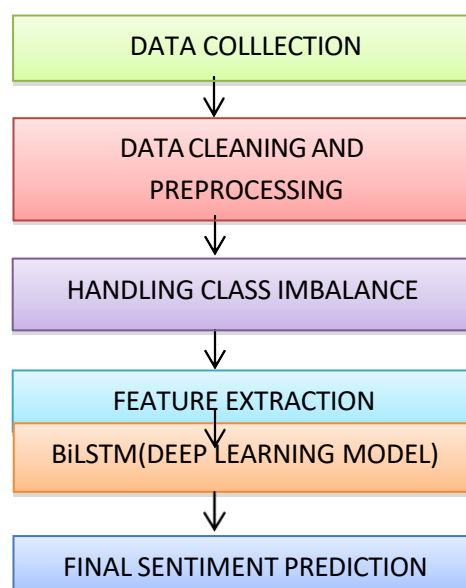 DATA COLLLECTION
DATA CLEANING AND
PREPROCESSING
HANDLING CLASS IMBALANCE
FEATURE EXTRACTION
BiLSTM(DEEP LEARNING MODEL)
FINAL SENTIMENT PREDICTION